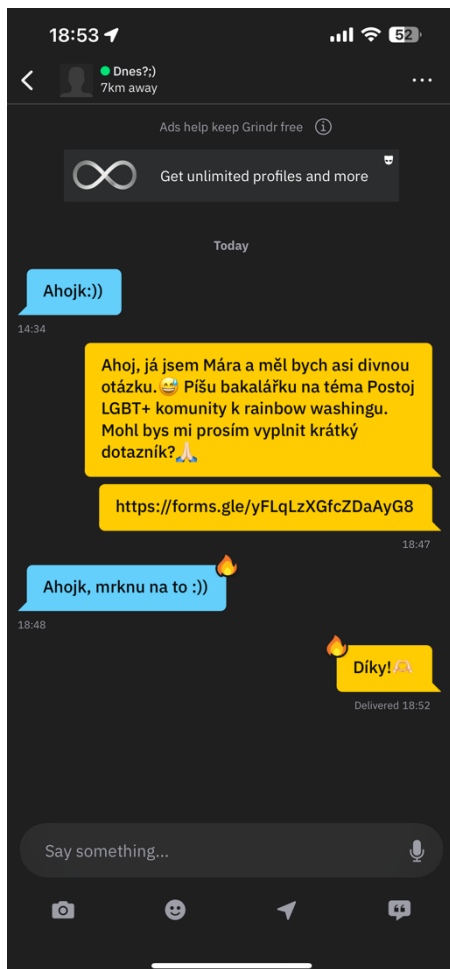 18:53
52
Dnes?;)
7km away
Ads help keep Grindr free
Get unlimited profiles and more
Today
Ahojk:))
14:34
Ahoj, já jsem Mára a měl bych asi divnou
otázku.😅 Píšu bakalářku na téma Postoj
LGBT+ komunity k rainbow washingu.
Mohl bys mi prosím vyplnit krátký
dotazník?🙏🏻
https://forms.gle/yFLqLzXGfcZDaAyG8
18:47
Ahojk, mrknu na to :))
18:48
Díky!🫶🏻
Delivered 18:52
Say something...